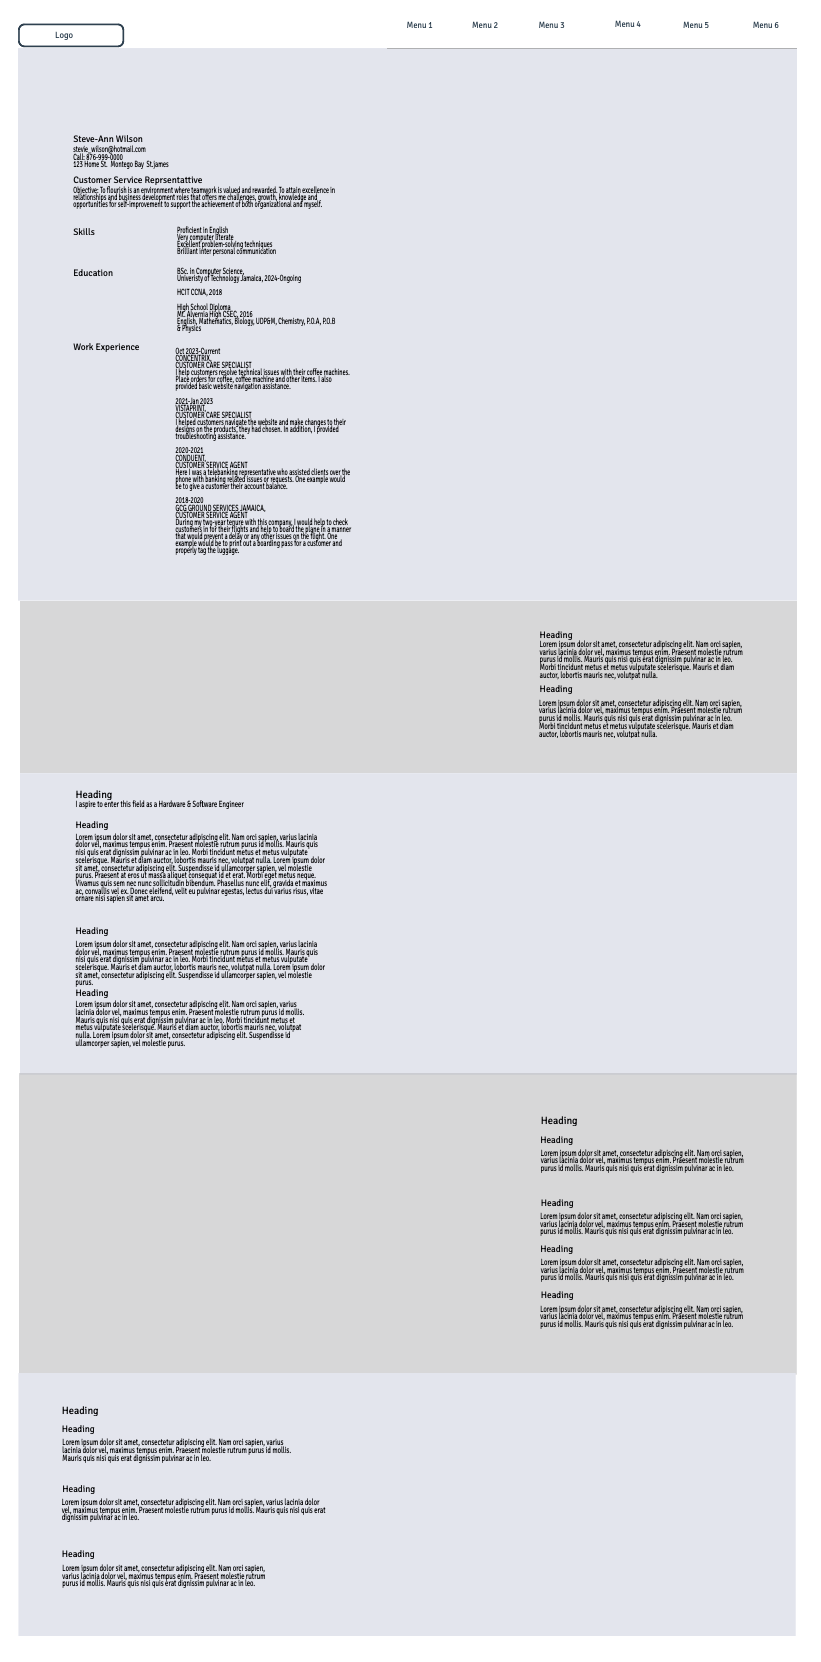 Logo
Menu 1
Menu 2
Menu 3
Menu 4
Menu 5
Menu 6
Steve-Ann Wilson
stevie_wilson@hotmail.com
Call: 876-999-0000
123 Home St. Montego Bay St.james
Customer Service Reprsentattive
Objective: To flourish is an environment where teamwork is valued and rewarded. To attain excellence in
relationships and business development roles that offers me challenges, growth, knowledge and
opportunities for self-improvement to support the achievement of both organizational and myself.
Skills
Proficient in English
Very computer literate
Excellent problem-solving techniques
Brilliant inter personal communication
Education
BSc. in Computer Science,
Univeristy of Technology Jamaica, 2024-Ongoing
HCIT CCNA, 2018
High School Diploma
Mt. Alvernia High CSEC, 2016
English, Mathematics, Biology, UDP&M, Chemistry, P.O.A, P.O.B
& Physics
Work Experience
Oct 2023-Current
CONCENTRIX,
CUSTOMER CARE SPECIALIST
I help customers resolve technical issues with their coffee machines.
Place orders for coffee, coffee machine and other items. I also
provided basic website navigation assistance.
2021-Jan 2023
VISTAPRINT,
CUSTOMER CARE SPECIALIST
I helped customers navigate the website and make changes to their
designs on the products, they had chosen. In addition, I provided
troubleshooting assistance.
2020-2021
CONDUENT,
CUSTOMER SERVICE AGENT
Here I was a telebanking representative who assisted clients over the
phone with banking related issues or requests. One example would
be to give a customer their account balance.
2018-2020
GCG GROUND SERVICES JAMAICA,
CUSTOMER SERVICE AGENT
During my two-year tenure with this company, I would help to check
customers in for their flights and help to board the plane in a manner
that would prevent a delay or any other issues on the flight. One
example would be to print out a boarding pass for a customer and
properly tag the luggage.
Heading
Lorem ipsum dolor sit amet, consectetur adipiscing elit. Nam orci sapien,
varius lacinia dolor vel, maximus tempus enim. Praesent molestie rutrum
purus id mollis. Mauris quis nisi quis erat dignissim pulvinar ac in leo.
Morbi tincidunt metus et metus vulputate scelerisque. Mauris et diam
auctor, lobortis mauris nec, volutpat nulla.
Heading
Lorem ipsum dolor sit amet, consectetur adipiscing elit. Nam orci sapien,
varius lacinia dolor vel, maximus tempus enim. Praesent molestie rutrum
purus id mollis. Mauris quis nisi quis erat dignissim pulvinar ac in leo.
Morbi tincidunt metus et metus vulputate scelerisque. Mauris et diam
auctor, lobortis mauris nec, volutpat nulla.
Heading
I aspire to enter this field as a Hardware & Software Engineer
Heading
Lorem ipsum dolor sit amet, consectetur adipiscing elit. Nam orci sapien, varius lacinia
dolor vel, maximus tempus enim. Praesent molestie rutrum purus id mollis. Mauris quis
nisi quis erat dignissim pulvinar ac in leo. Morbi tincidunt metus et metus vulputate
scelerisque. Mauris et diam auctor, lobortis mauris nec, volutpat nulla. Lorem ipsum dolor
sit amet, consectetur adipiscing elit. Suspendisse id ullamcorper sapien, vel molestie
purus. Praesent at eros ut massa aliquet consequat id et erat. Morbi eget metus neque.
Vivamus quis sem nec nunc sollicitudin bibendum. Phasellus nunc elit, gravida et maximus
ac, convallis vel ex. Donec eleifend, velit eu pulvinar egestas, lectus dui varius risus, vitae
ornare nisi sapien sit amet arcu.
Heading
Lorem ipsum dolor sit amet, consectetur adipiscing elit. Nam orci sapien, varius lacinia
dolor vel, maximus tempus enim. Praesent molestie rutrum purus id mollis. Mauris quis
nisi quis erat dignissim pulvinar ac in leo. Morbi tincidunt metus et metus vulputate
scelerisque. Mauris et diam auctor, lobortis mauris nec, volutpat nulla. Lorem ipsum dolor
sit amet, consectetur adipiscing elit. Suspendisse id ullamcorper sapien, vel molestie
purus.
Heading
Lorem ipsum dolor sit amet, consectetur adipiscing elit. Nam orci sapien, varius
lacinia dolor vel, maximus tempus enim. Praesent molestie rutrum purus id mollis.
Mauris quis nisi quis erat dignissim pulvinar ac in leo. Morbi tincidunt metus et
metus vulputate scelerisque. Mauris et diam auctor, lobortis mauris nec, volutpat
nulla. Lorem ipsum dolor sit amet, consectetur adipiscing elit. Suspendisse id
ullamcorper sapien, vel molestie purus.
Heading
Heading
Lorem ipsum dolor sit amet, consectetur adipiscing elit. Nam orci sapien,
varius lacinia dolor vel, maximus tempus enim. Praesent molestie rutrum
purus id mollis. Mauris quis nisi quis erat dignissim pulvinar ac in leo.
Heading
Lorem ipsum dolor sit amet, consectetur adipiscing elit. Nam orci sapien,
varius lacinia dolor vel, maximus tempus enim. Praesent molestie rutrum
purus id mollis. Mauris quis nisi quis erat dignissim pulvinar ac in leo.
Heading
Lorem ipsum dolor sit amet, consectetur adipiscing elit. Nam orci sapien,
varius lacinia dolor vel, maximus tempus enim. Praesent molestie rutrum
purus id mollis. Mauris quis nisi quis erat dignissim pulvinar ac in leo.
Heading
Lorem ipsum dolor sit amet, consectetur adipiscing elit. Nam orci sapien,
varius lacinia dolor vel, maximus tempus enim. Praesent molestie rutrum
purus id mollis. Mauris quis nisi quis erat dignissim pulvinar ac in leo.
Heading
Heading
Lorem ipsum dolor sit amet, consectetur adipiscing elit. Nam orci sapien, varius
lacinia dolor vel, maximus tempus enim. Praesent molestie rutrum purus id mollis.
Mauris quis nisi quis erat dignissim pulvinar ac in leo.
Heading
Lorem ipsum dolor sit amet, consectetur adipiscing elit. Nam orci sapien, varius lacinia dolor
vel, maximus tempus enim. Praesent molestie rutrum purus id mollis. Mauris quis nisi quis erat
dignissim pulvinar ac in leo.
Heading
Lorem ipsum dolor sit amet, consectetur adipiscing elit. Nam orci sapien,
varius lacinia dolor vel, maximus tempus enim. Praesent molestie rutrum
purus id mollis. Mauris quis nisi quis erat dignissim pulvinar ac in leo.